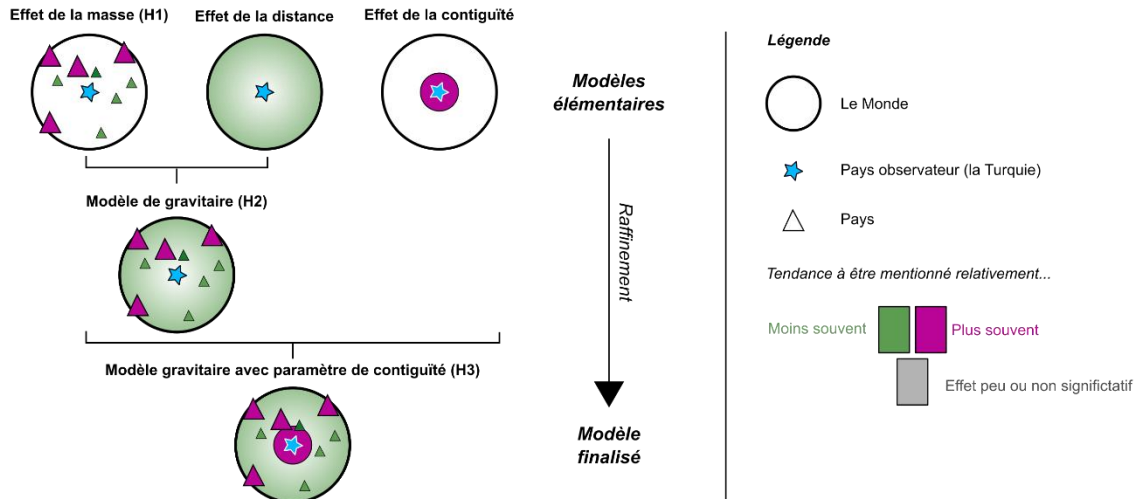 Effet de la masse (H1)
Effet de la distance
Effet de la contiguïté
Modèles
élémentaires
Modèle de gravitaire (H2)
Raffinement
Modèle gravitaire avec paramètre de contiguïté (H3)
Modèle
finalisé
Légende
Le Monde
Pays observateur (la Turquie)
Pays
Tendance à être mentionné relativement...
Moins souvent
Plus souvent
Effet peu ou non significtatif